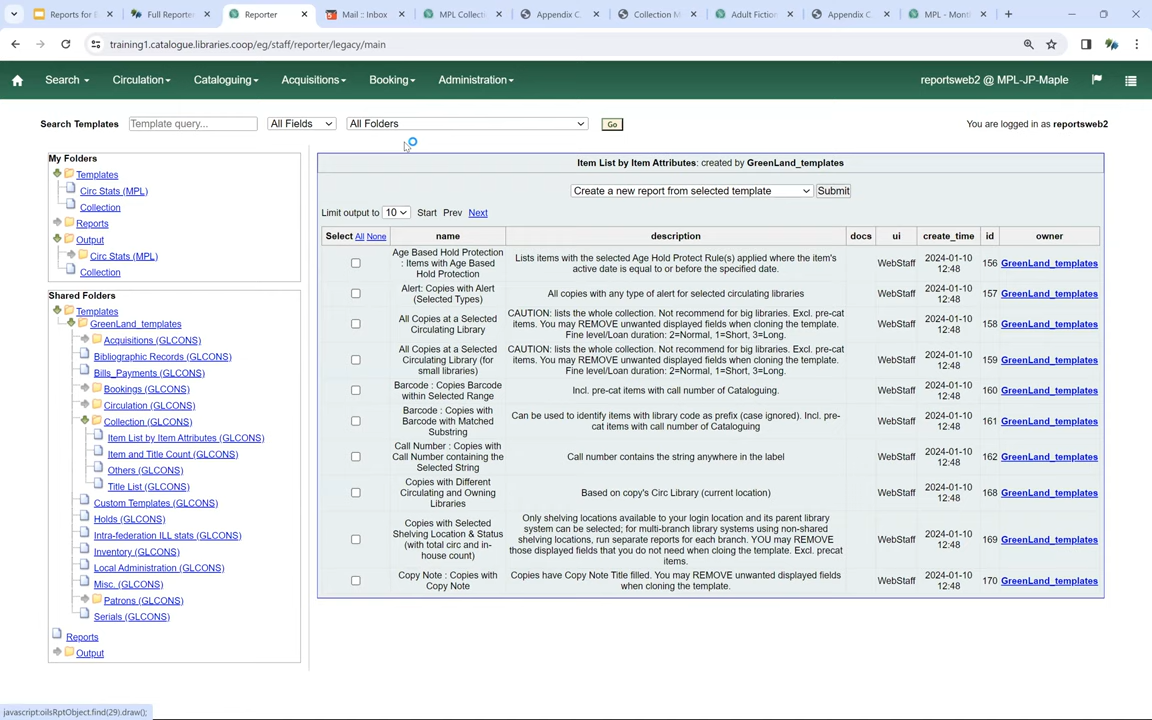 Reports for E
Full Reporter
Reporter
Mail :: Inbox
MPL Collecti
Appendix C.
Collection M
Adult Fiction
Appendix C.
MPL - Month
training1.catalogue.libraries.coop/eg/staff/reporter/legacy/main
Search
Circulation
Cataloguing
Acquisitions
Booking
Administration
reportsweb2 @ MPL-JP-Maple
Search Templates
Template query...
All Fields
All Folders
Go
You are logged in as reportsweb2
My Folders
Templates
Circ Stats (MPL)
Collection
Reports
Output
Circ Stats (MPL)
Collection
Shared Folders
Templates
GreenLand_templates
Acquisitions (GLCONS)
Bibliographic Records (GLCONS)
Bills_Payments (GLCONS)
Bookings (GLCONS)
Circulation (GLCONS)
Collection (GLCONS)
Item List by Item Attributes (GLCONS)
Item and Title Count (GLCONS)
Others (GLCONS)
Title List (GLCONS)
Custom Templates (GLCONS)
Holds (GLCONS)
Intra-federation ILL stats (GLCONS)
Inventory (GLCONS)
Local Administration (GLCONS)
Misc. (GLCONS)
Patrons (GLCONS)
Serials (GLCONS)
Reports
Output
Item List by Item Attributes: created by GreenLand_templates
Create a new report from selected template
Submit
Limit output to 10 Start Prev Next
Select All None name description docs ui create_time id owner
Age Based Hold Protection
: Items with Age Based
Hold Protection
Lists items with the selected Age Hold Protect Rule(s) applied where the item's
active date is equal to or before the specified date.
WebStaff
2024-01-10
12:48
156
GreenLand_templates
Alert: Copies with Alert
(Selected Types)
All copies with any type of alert for selected circulating libraries
WebStaff
2024-01-10
12:48
157
GreenLand_templates
All Copies at a Selected
Circulating Library
CAUTION: lists the whole collection. Not recommend for big libraries. Excl. pre-cat
items. You may REMOVE unwanted displayed fields when cloning the template.
Fine level/Loan duration: 2=Normal, 1=Short, 3=Long.
WebStaff
2024-01-10
12:48
158
GreenLand_templates
All Copies at a Selected
Circulating Library (for
small libraries)
CAUTION: lists the whole collection. Not recommend for big libraries. Excl. pre-cat
items. You may REMOVE unwanted displayed fields when cloning the template.
Fine level/Loan duration: 2=Normal, 1=Short, 3=Long.
WebStaff
2024-01-10
12:48
159
GreenLand_templates
Barcode : Copies Barcode
within Selected Range
Incl. pre-cat items with call number of Cataloguing.
WebStaff
2024-01-10
12:48
160
GreenLand_templates
Barcode : Copies with
Barcode with Matched
Substring
Can be used to identify items with library code as prefix (case ignored). Incl. pre-
cat items with call number of Cataloguing
WebStaff
2024-01-10
12:48
161
GreenLand_templates
Call Number : Copies with
Call Number containing the
Selected String
Call number contains the string anywhere in the label
WebStaff
2024-01-10
12:48
162
GreenLand_templates
Copies with Different
Circulating and Owning
Libraries
Based on copy's Circ Library (current location)
WebStaff
2024-01-10
12:48
168
GreenLand_templates
Copies with Selected
Shelving Location & Status
(with total circ and in-
house count)
Only shelving locations available to your login location and its parent library
system can be selected; for multi-branch library systems using non-shared
shelving locations, run separate reports for each branch. YOU may REMOVE
those displayed fields that you do not need when cloning the template. Excl. precat
items.
WebStaff
2024-01-10
12:48
169
GreenLand_templates
Copy Note : Copies with
Copy Note
Copies have Copy Note Title filled. You may REMOVE unwanted displayed fields
when cloning the template.
WebStaff
2024-01-10
12:48
170
GreenLand_templates
javascript:oilsRptObject.find(29).draw();